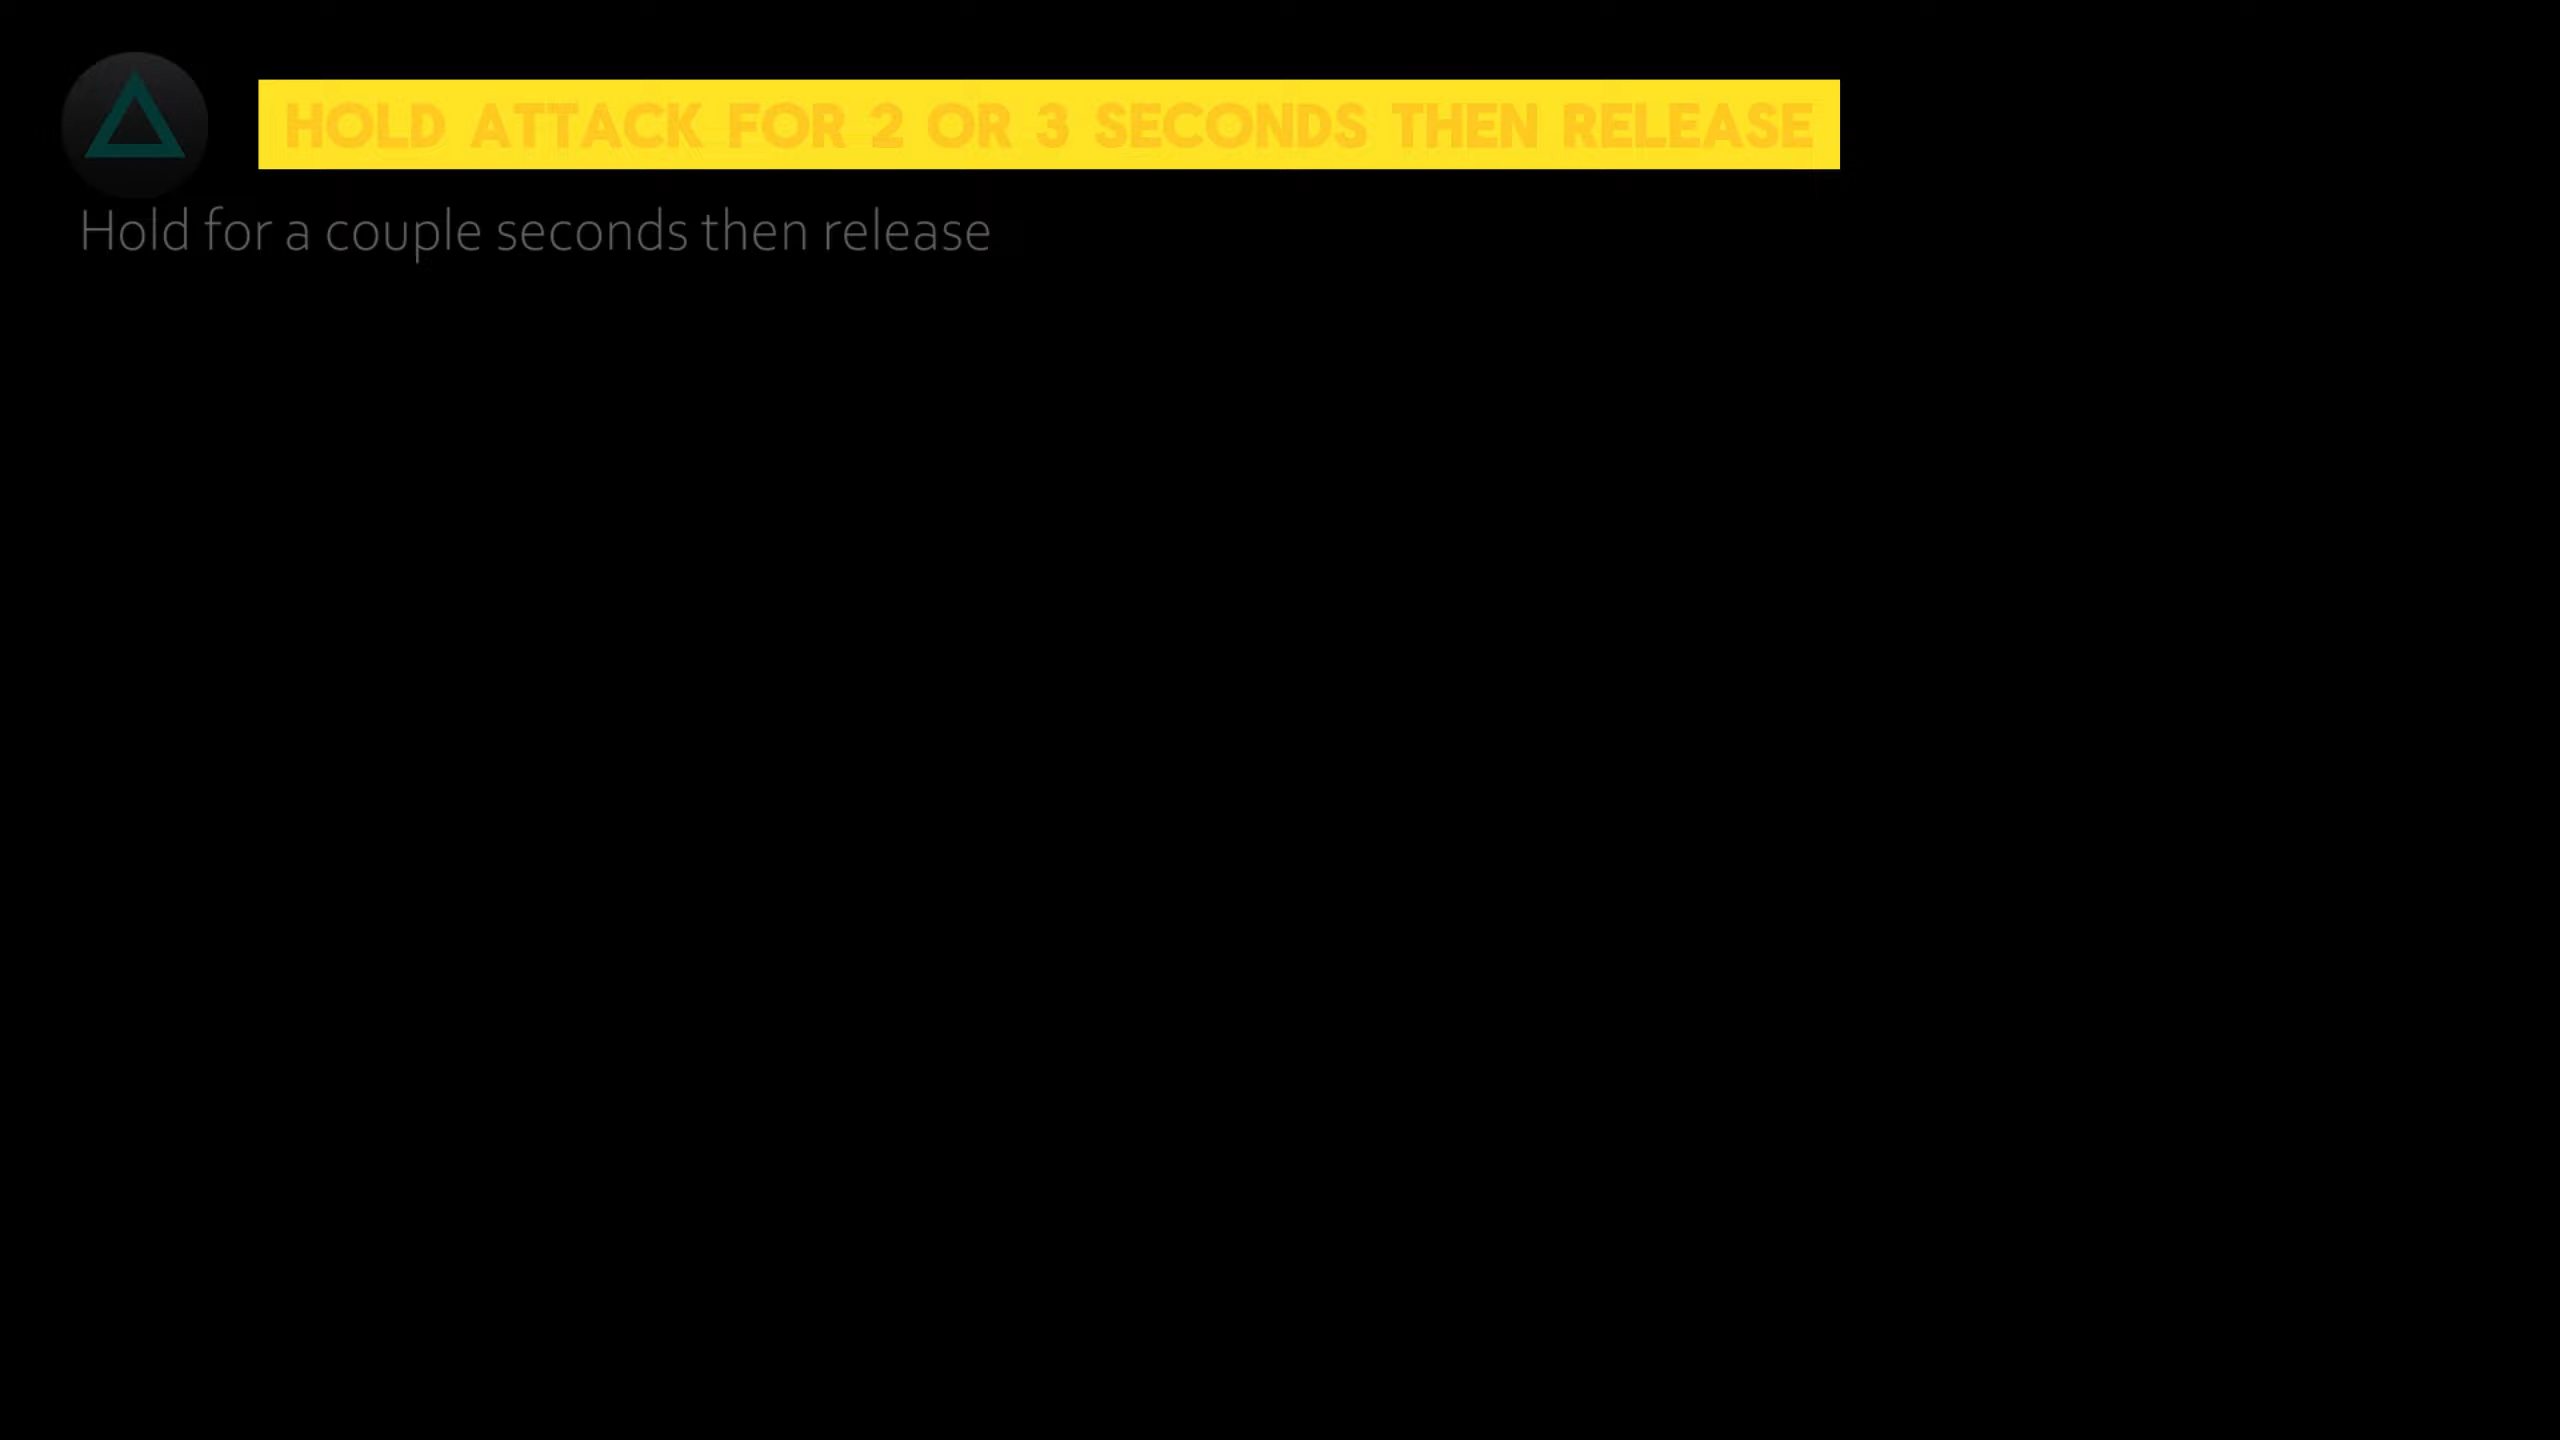 HOLD ATTACK FOR 2 OR 3 SECONDS THEN RELEASE
Hold for a couple seconds then release